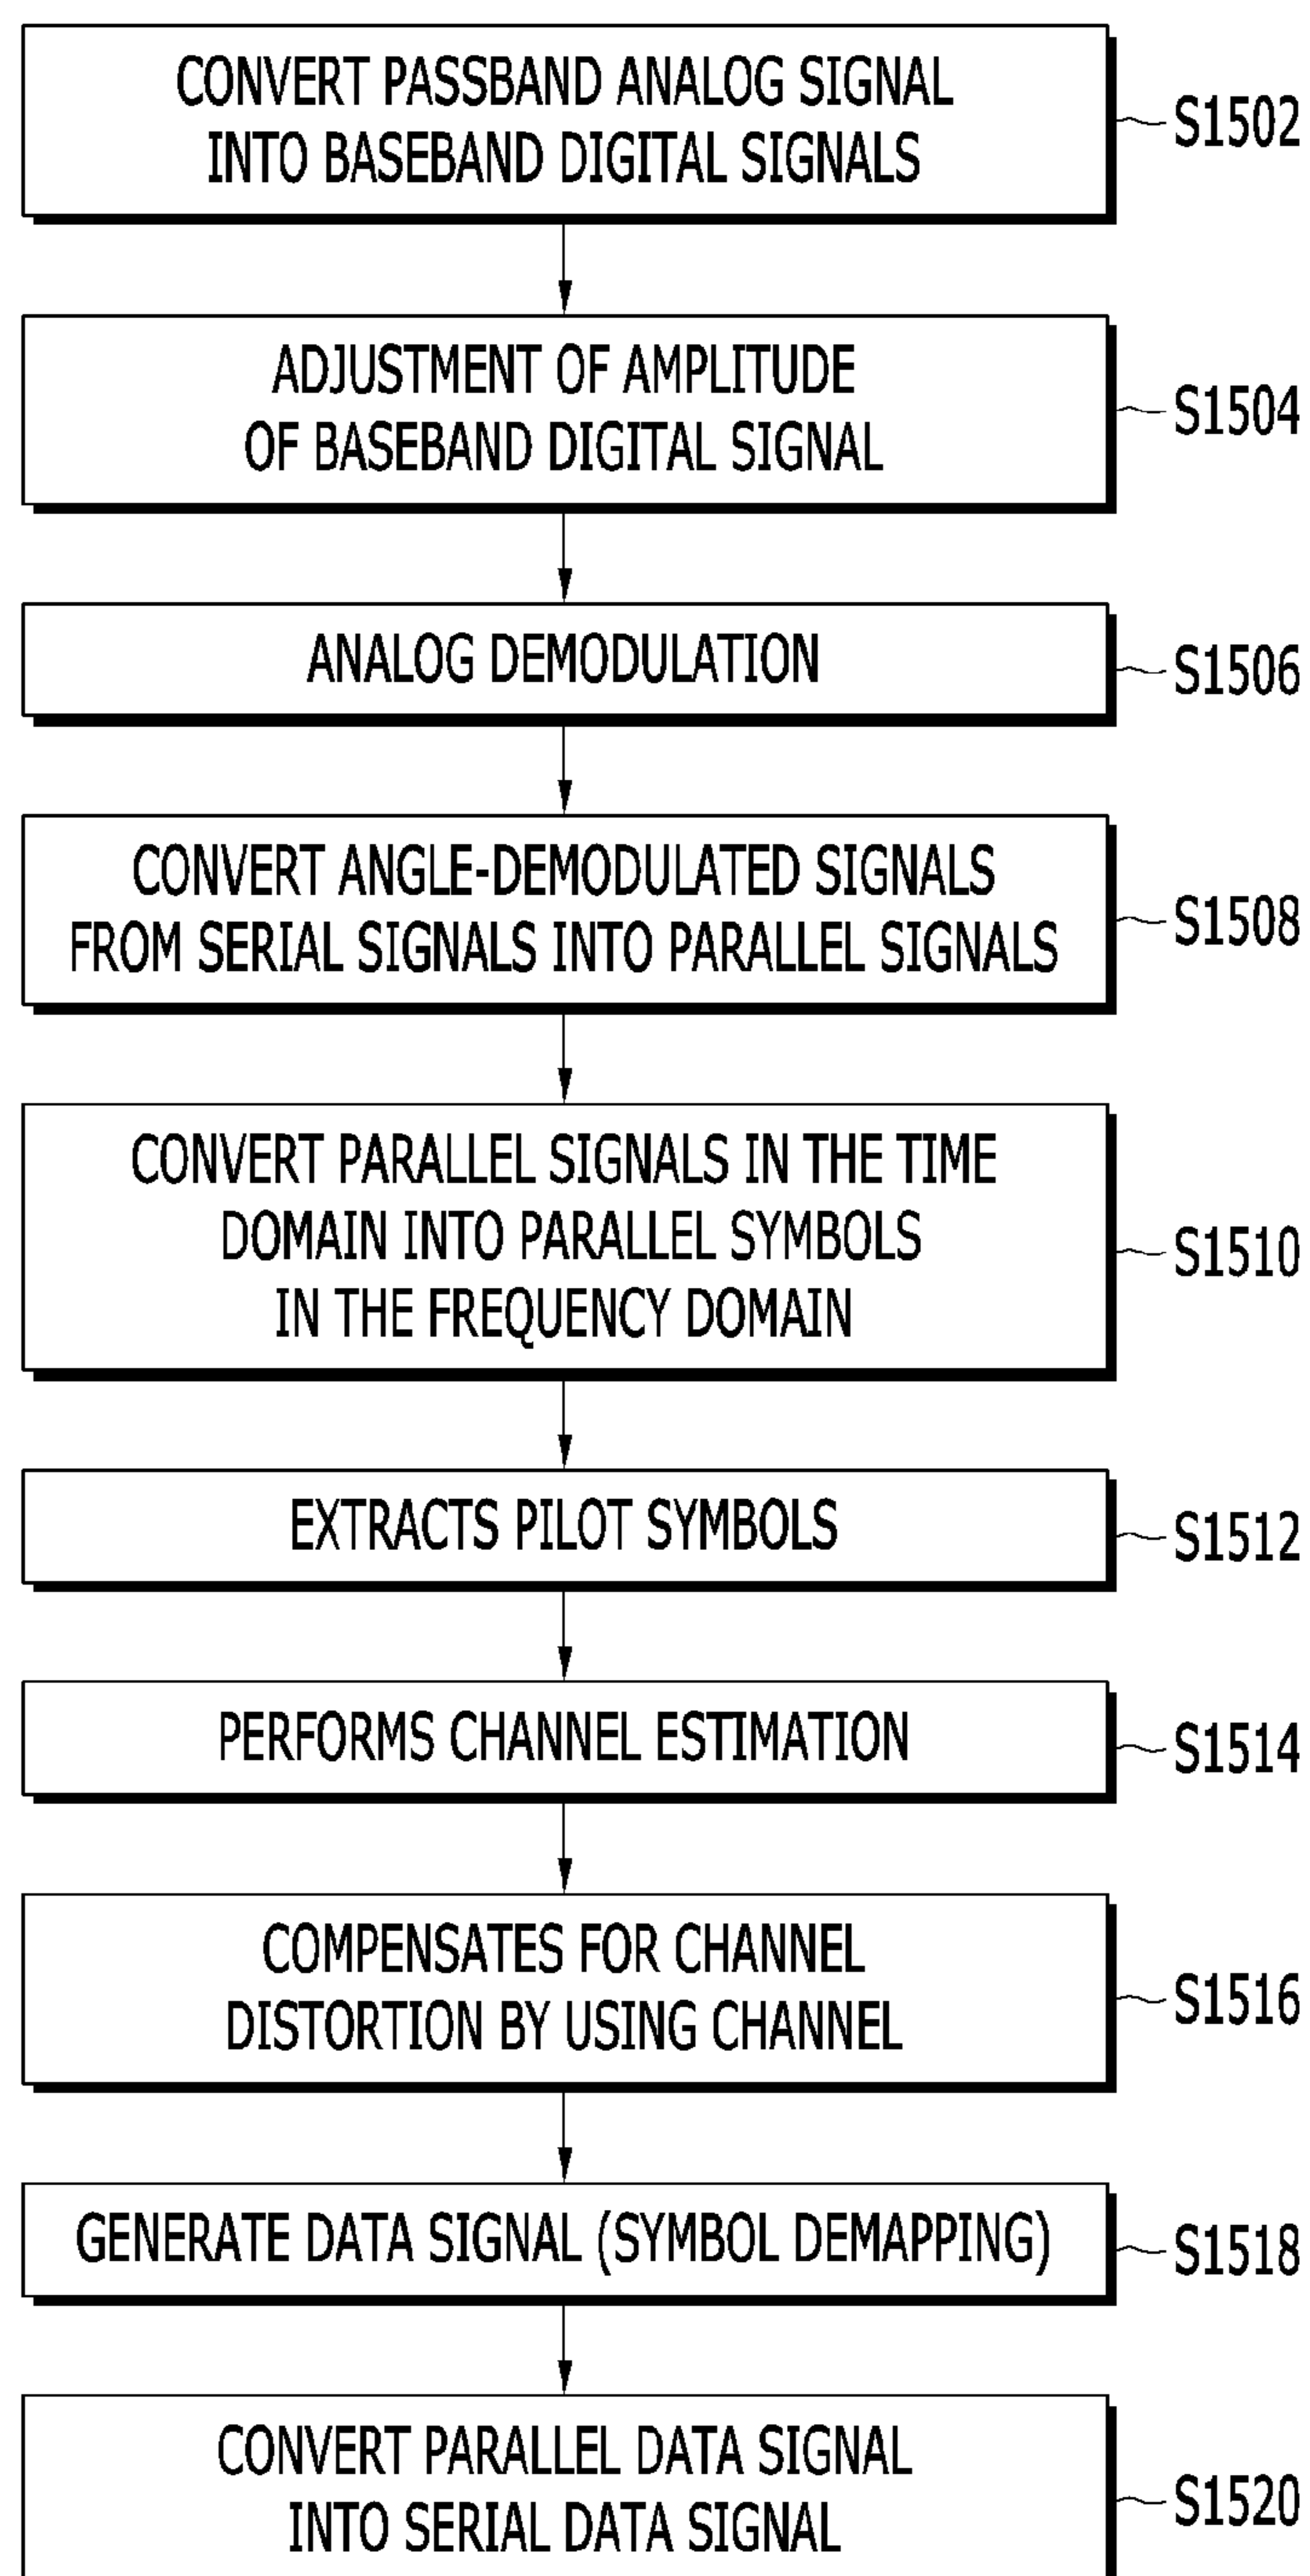 CONVERT PASSBAND ANALOG SIGNAL
INTO BASEBAND DIGITAL SIGNALS
S1502
ADJUSTMENT OF AMPLITUDE
OF BASEBAND DIGITAL SIGNAL
S1504
ANALOG DEMODULATION
S1506
CONVERT ANGLE-DEMODULATED SIGNALS
FROM SERIAL SIGNALS INTO PARALLEL SIGNALS
S1508
CONVERT PARALLEL SIGNALS IN THE TIME
DOMAIN INTO PARALLEL SYMBOLS
IN THE FREQUENCY DOMAIN
S1510
EXTRACTS PILOT SYMBOLS
S1512
PERFORMS CHANNEL ESTIMATION
S1514
COMPENSATES FOR CHANNEL
DISTORTION BY USING CHANNEL
S1516
GENERATE DATA SIGNAL (SYMBOL DEMAPPING)
S1518
CONVERT PARALLEL DATA SIGNAL
INTO SERIAL DATA SIGNAL
S1520